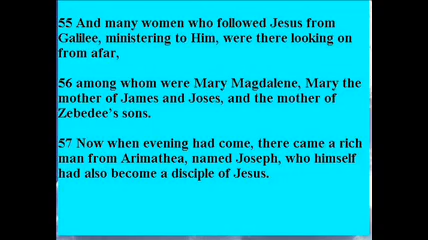 55 And many women who followed Jesus from
Galilee, ministering to Him, were there looking on
from afar,
56 among whom were Mary Magdalene, Mary the
mother of James and Joses, and the mother of
Zebedee’s sons.
57 Now when evening had come, there came a rich
man from Arimathea, named Joseph, who himself
had also become a disciple of Jesus.